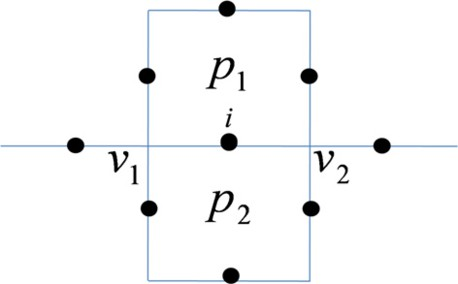 p₁
i
v₁ v₂
p₂